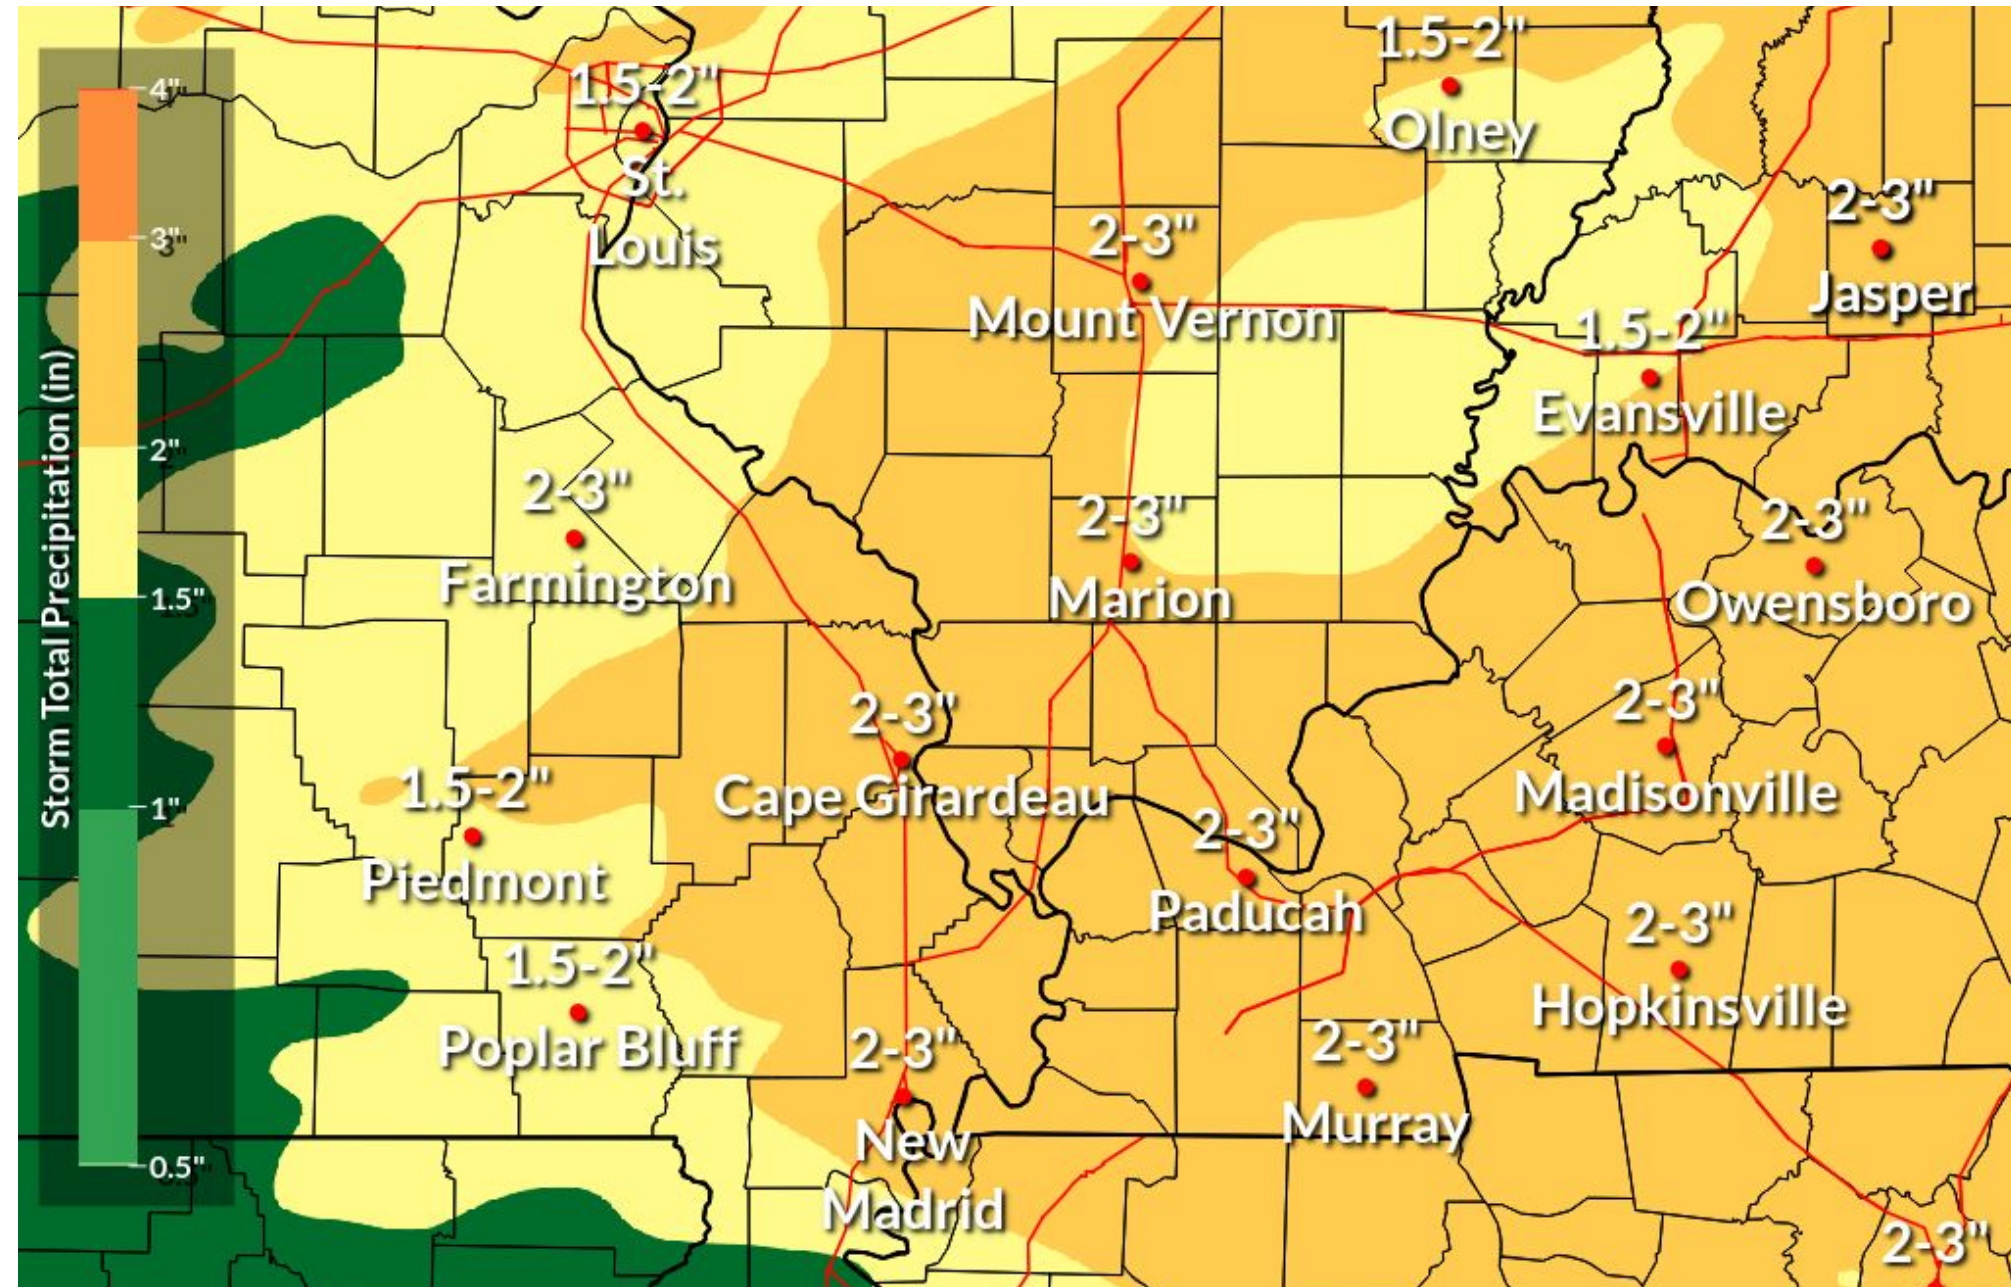 Storm Total Precipitation (in)
4"
3"
2"
1.5"
1"
0.5"
1.5-2"
St.
Louis
1.5-2"
Olney
2-3"
Jasper
2-3"
Mount Vernon
1.5-2"
Evansville
2-3"
Farmington
2-3"
Marion
2-3"
Owensboro
2-3"
Cape Girardeau
2-3"
Madisonville
1.5-2"
Piedmont
2-3"
Paducah
2-3"
Hopkinsville
1.5-2"
Poplar Bluff
2-3"
New
Madrid
2-3"
Murray
2-3"